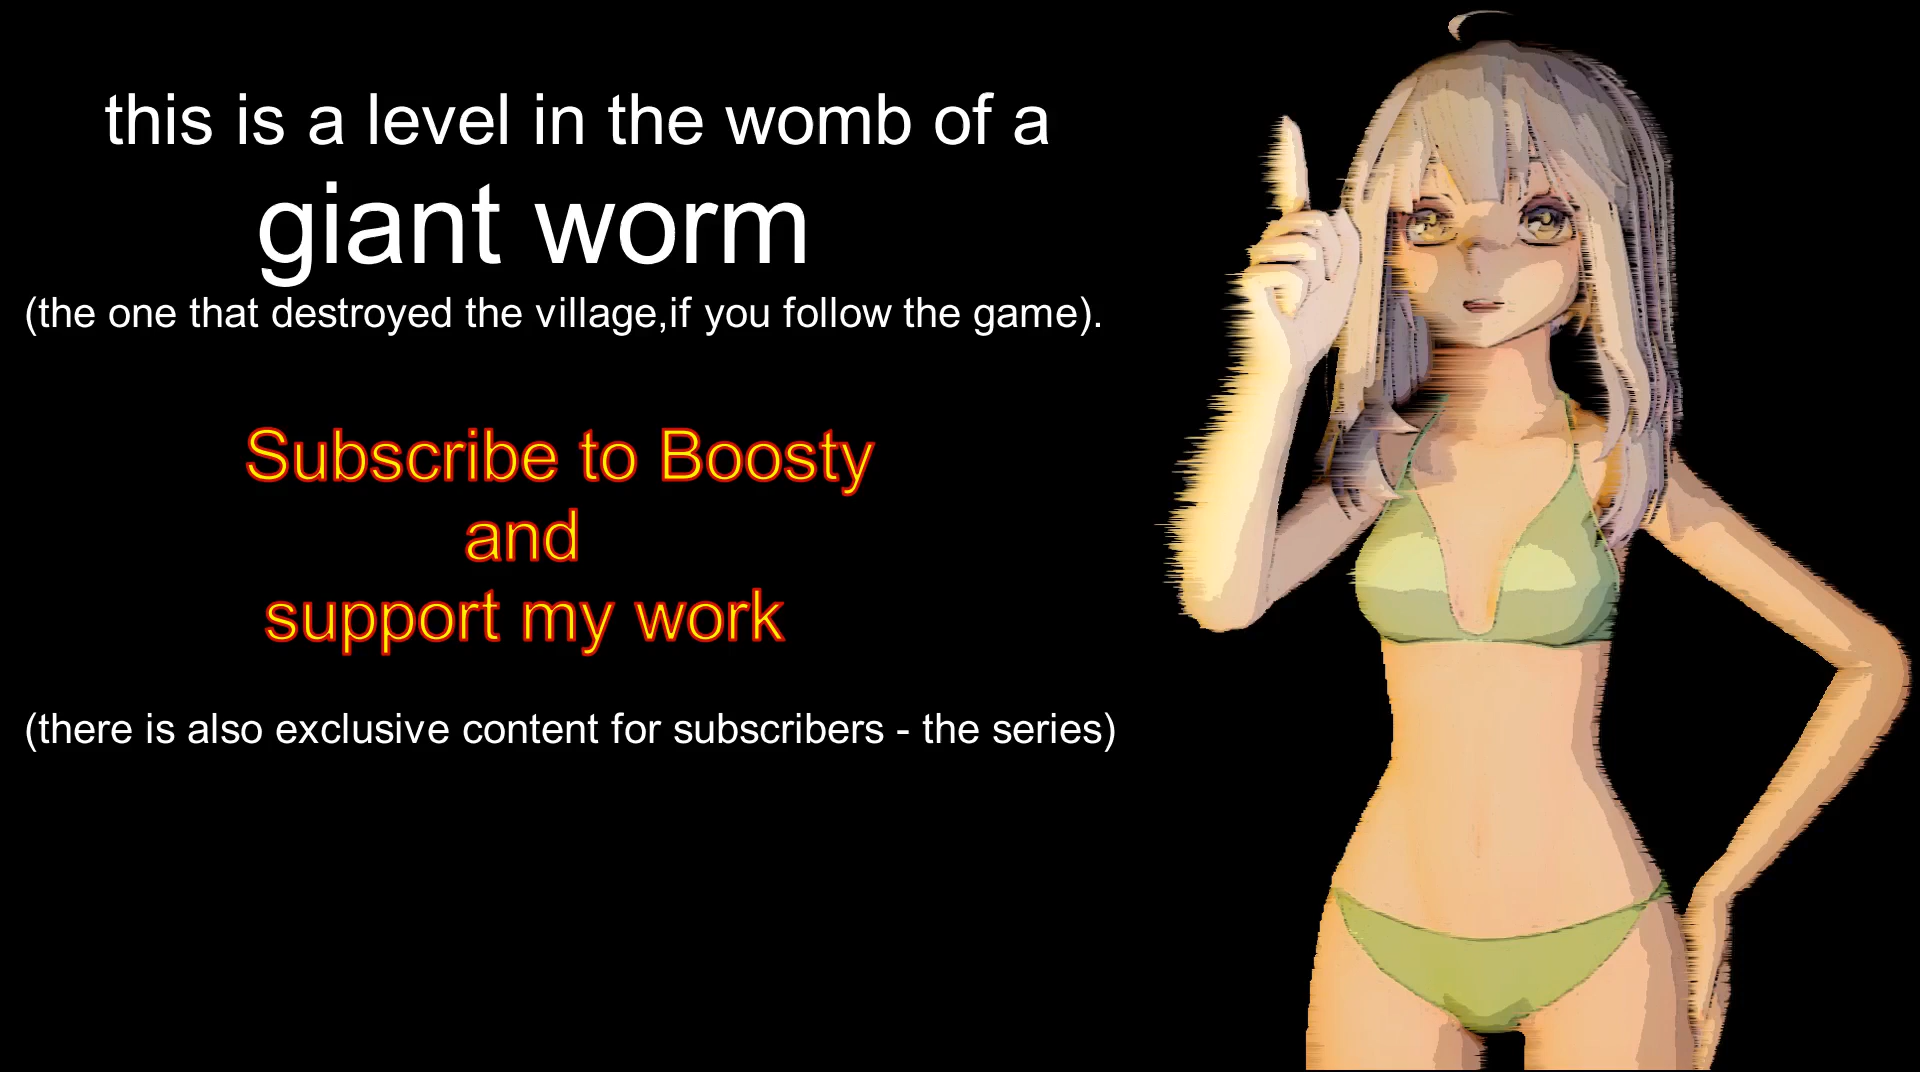 this is a level in the womb of a
giant worm
(the one that destroyed the village,if you follow the game).
Subscribe to Boosty
and
support my work
(there is also exclusive content for subscribers - the series)